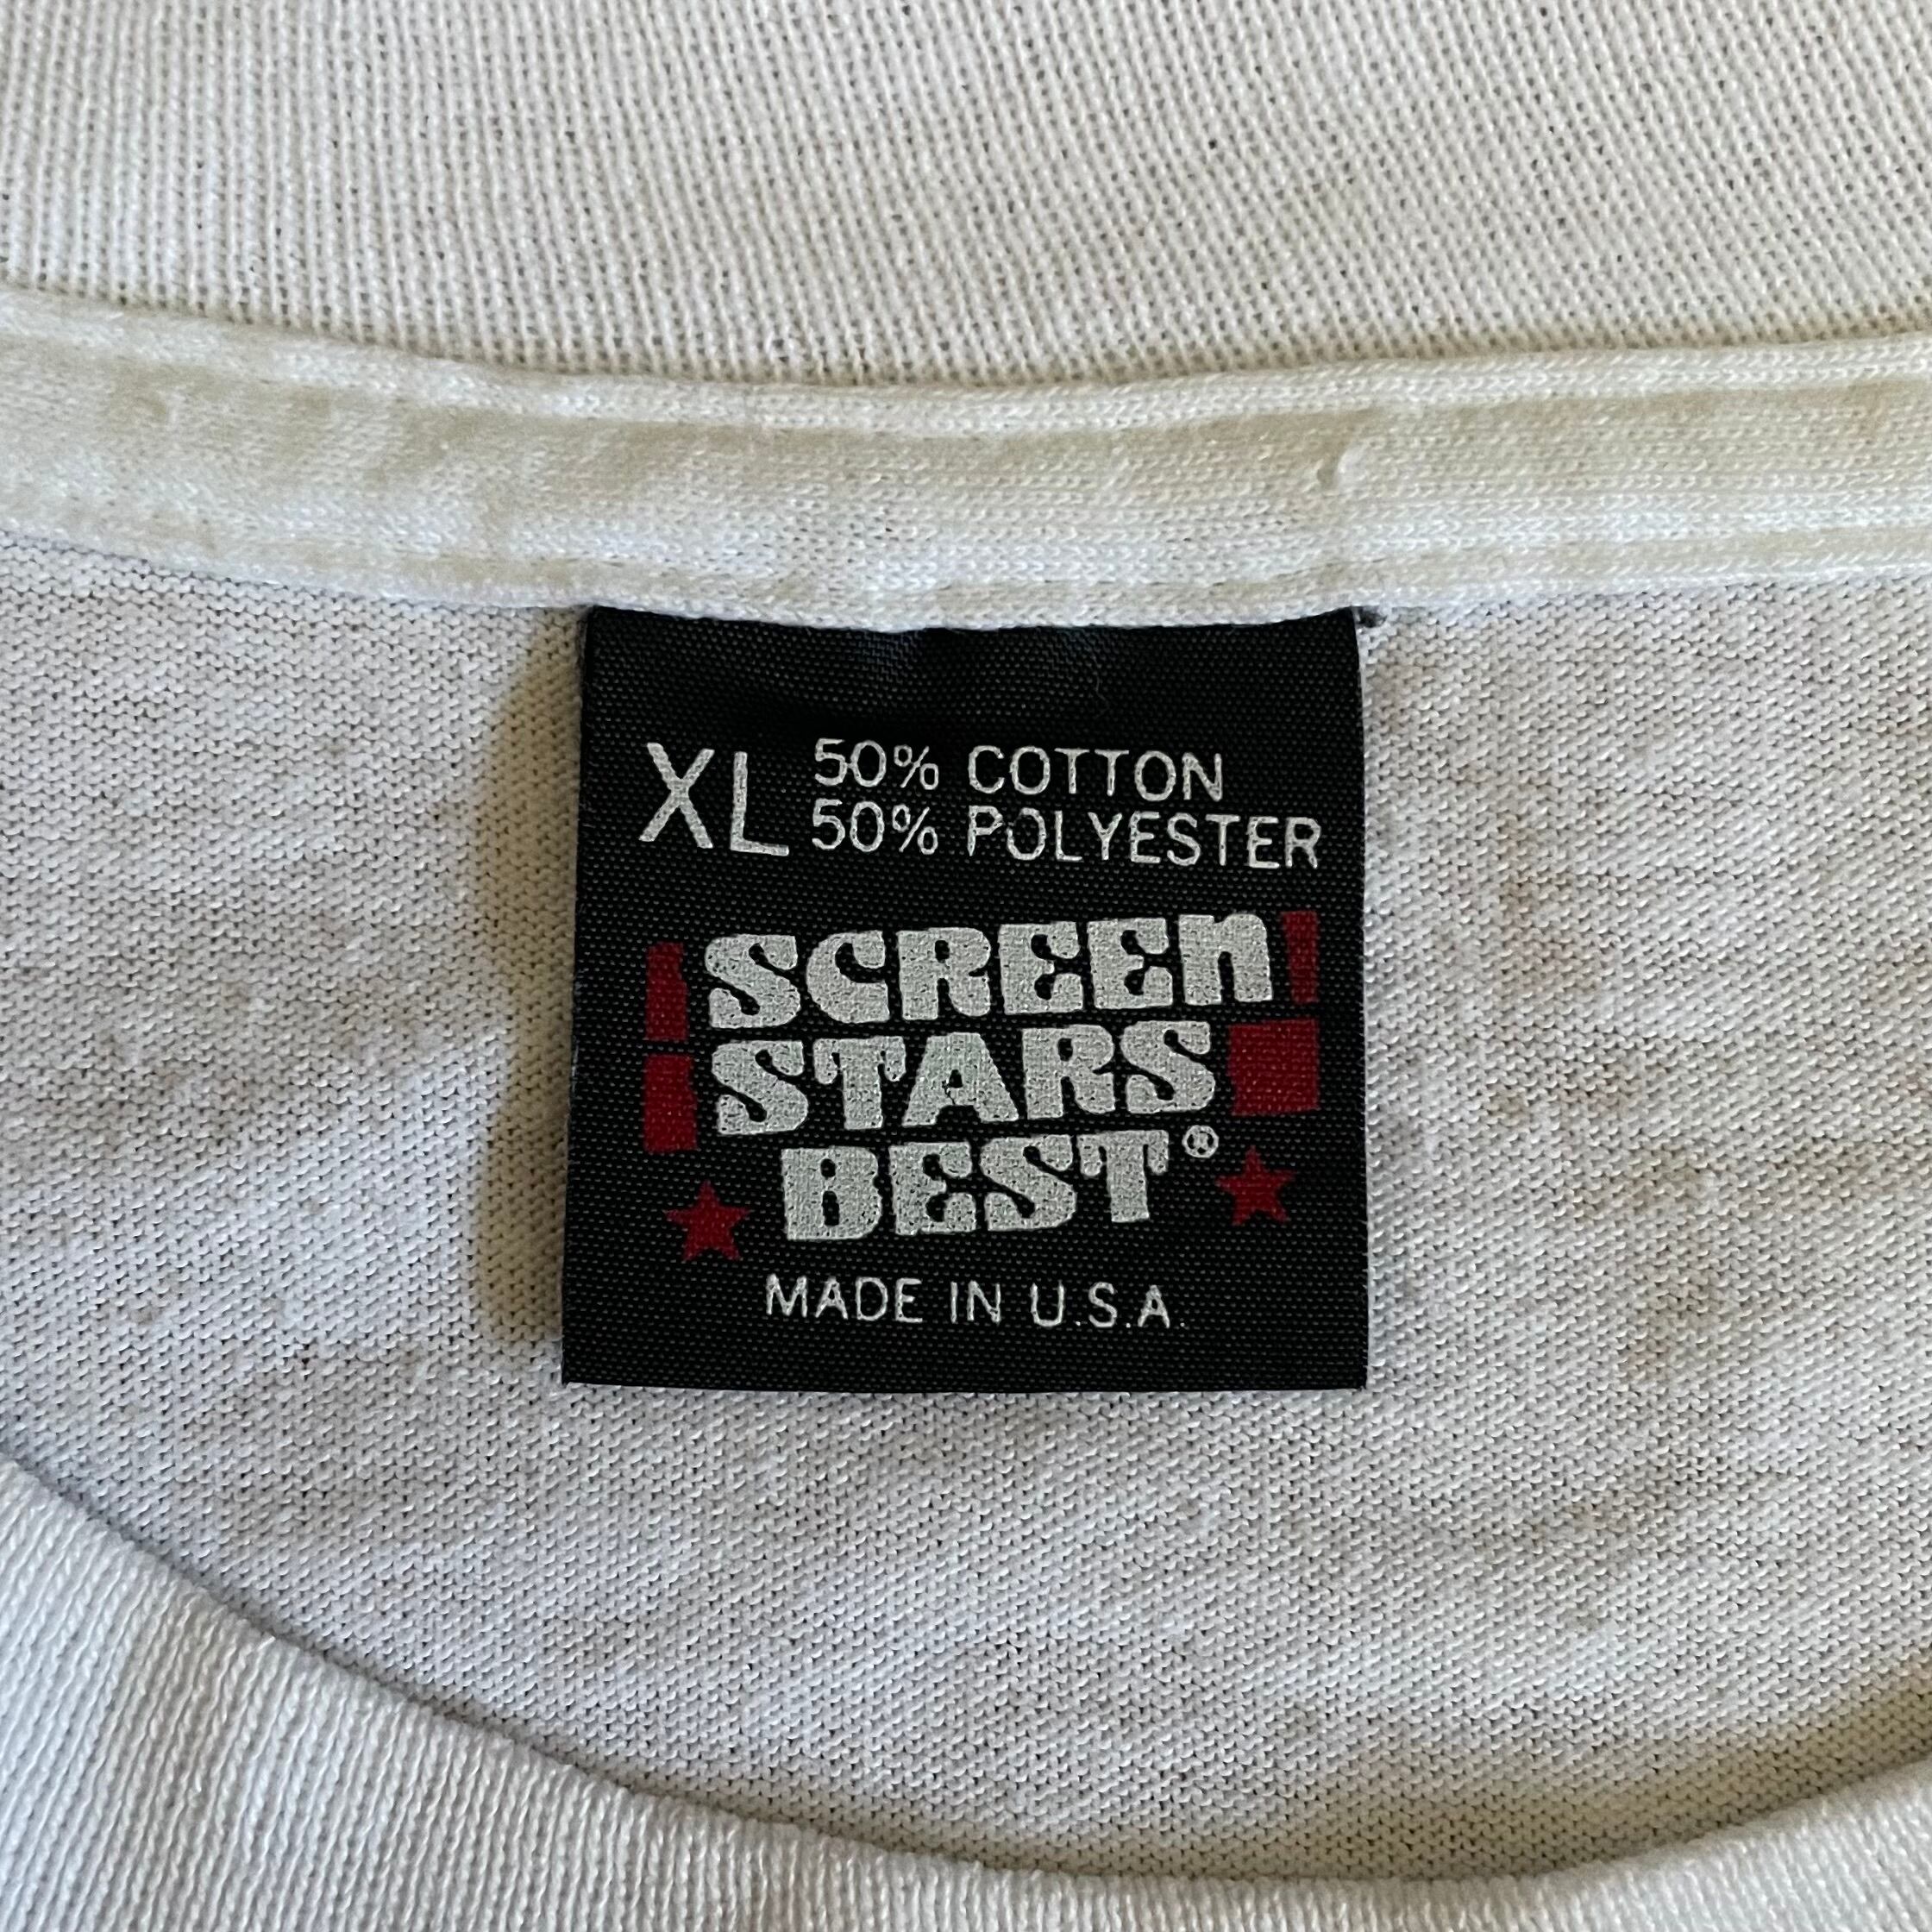 XL 50% COTTON
50% POLYESTER
SCREEN
STARS
BEST®
MADE IN U.S.A.